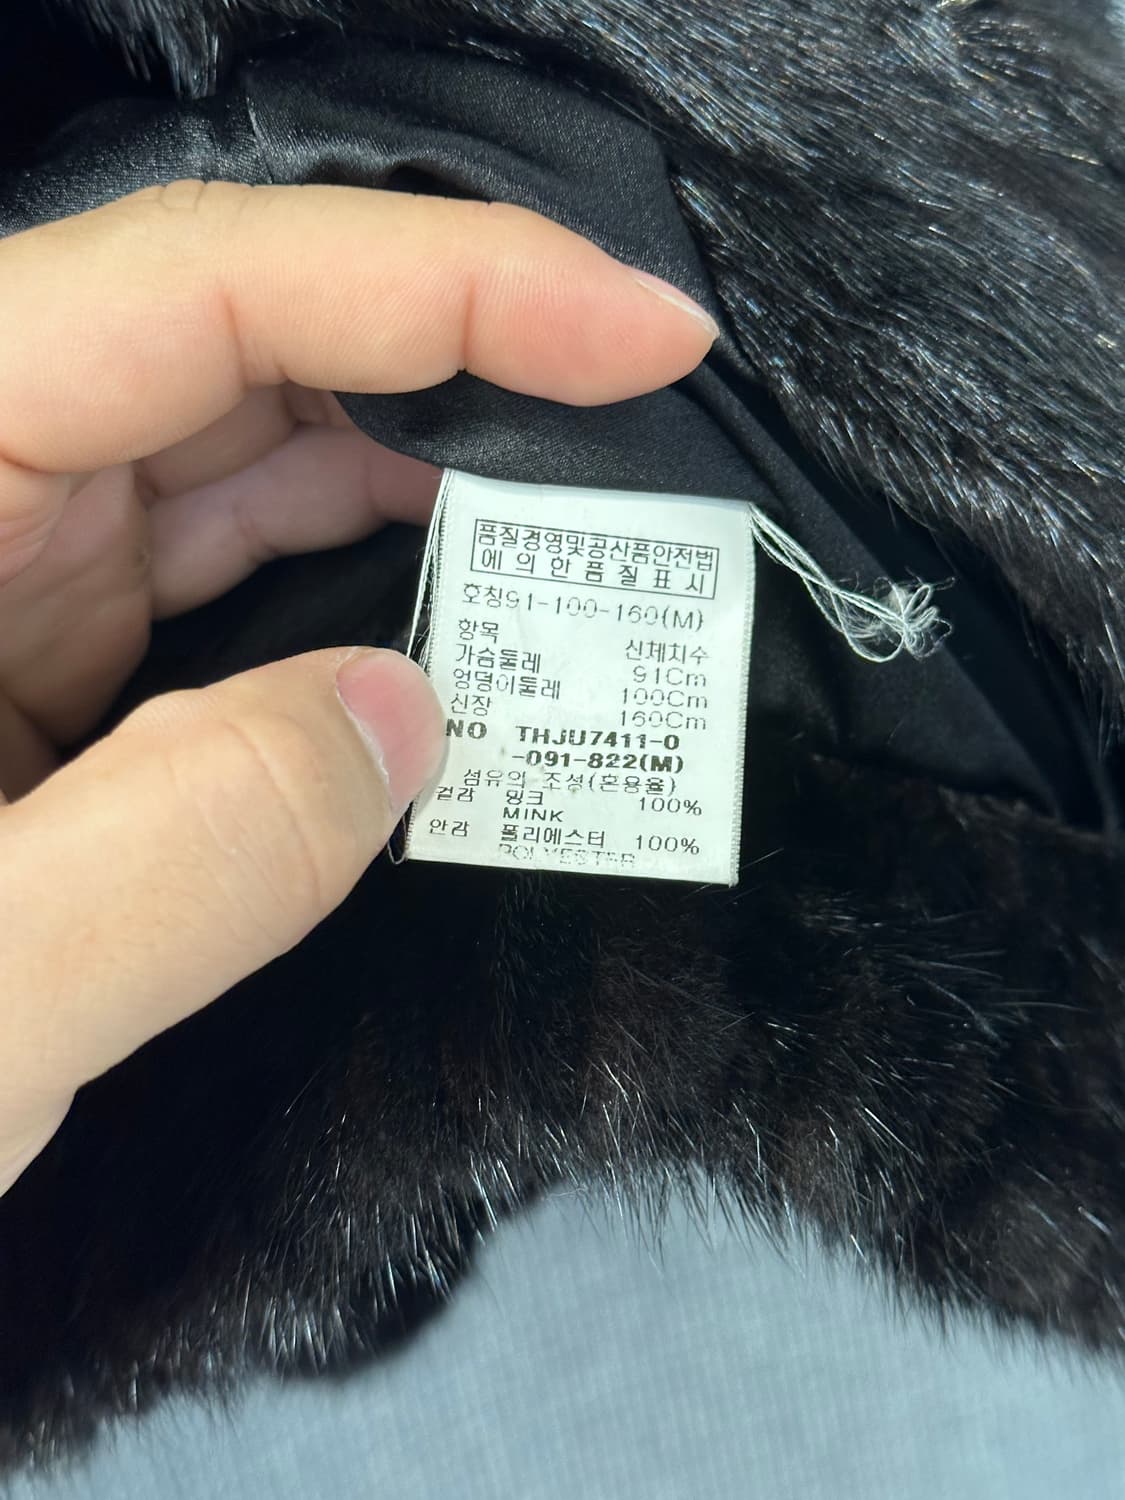 품질경영및공산품안전법
에 의 한 품 질 표 시
호칭91-100-160(M)
항목 신체치수
가슴둘레 91Cm
엉덩이둘레 100Cm
신장 160Cm
NO THJU7411-0
-091-822(M)
섬유의 조성(혼용율)
겉감 밍크 100%
MINK
안감 폴리에스터 100%
POLYESTER